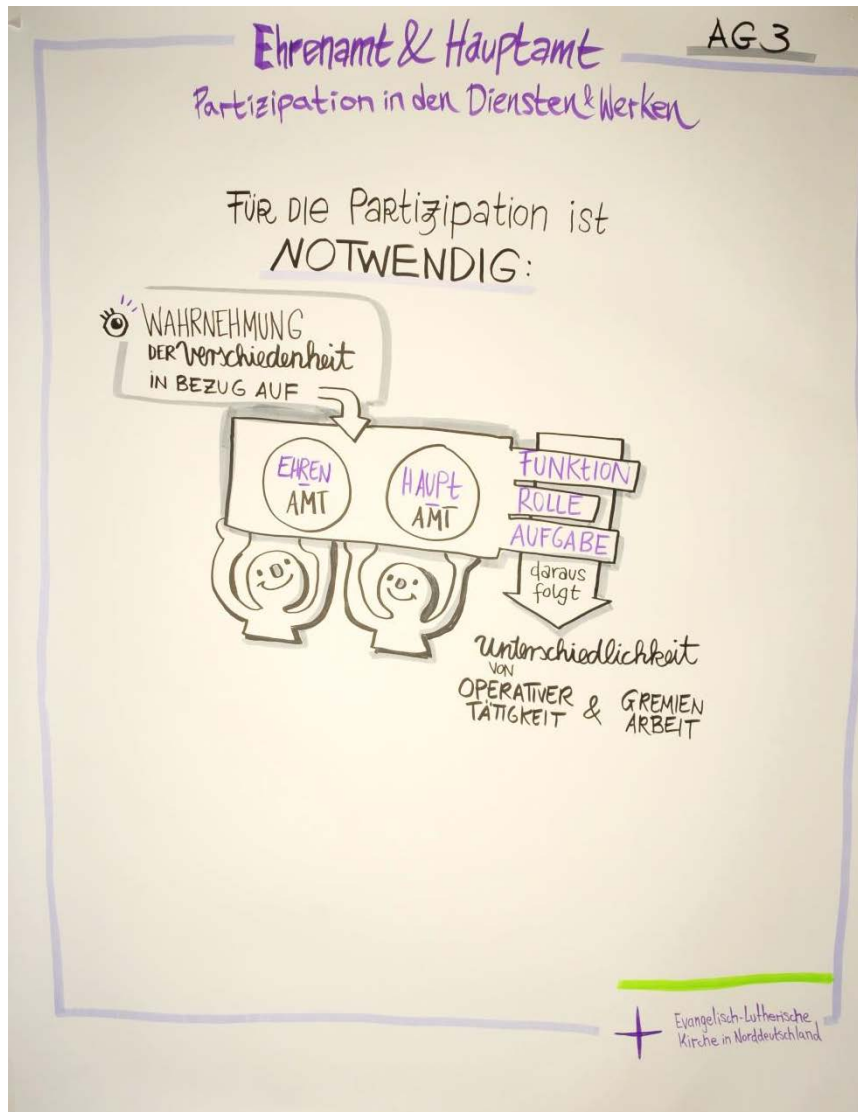 Ehrenamt & Hauptamt
AG 3
Partizipation in den Diensten & Werken
FÜR DIE Partizipation ist
NOTWENDIG:
WAHRNEHMUNG
DER Verschiedenheit
IN BEZUG AUF
EHREN
AMT
HAUPt
AMT
FUNKtION
ROLLE
AUFGABE
daraus
folgt
Unterschiedlichkeit
VON
OPERATIVER
TÄTIGKEIT
&
GREMIEN
ARBEIT
Evangelisch-Lutherische
Kirche in Norddeutschland